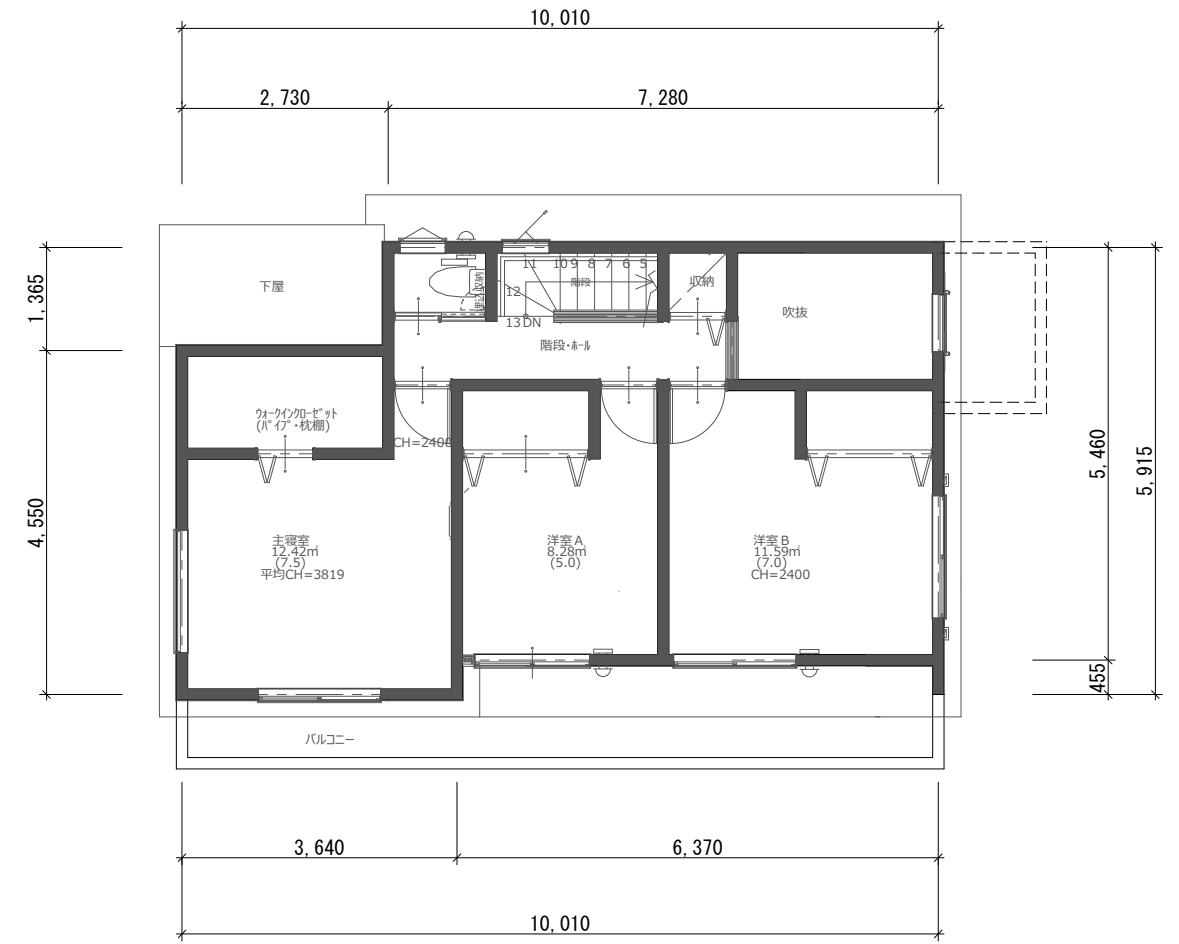 10,010
2,730
7,280
1,365
4,550
下屋
11 10 9 8 7 6 5
階段
12
13 DN
埋込収納
収納
吹抜
階段・ﾎｰﾙ
ｳｫｰｸｲﾝｸﾛｰｾﾞｯﾄ
(ﾊﾟｲﾌﾟ・枕棚)
CH=2400
主寝室
12.42㎡
(7.5)
平均CH=3819
洋室A
8.28㎡
(5.0)
洋室B
11.59㎡
(7.0)
CH=2400
5,460
5,915
455
バルコニー
3,640
6,370
10,010